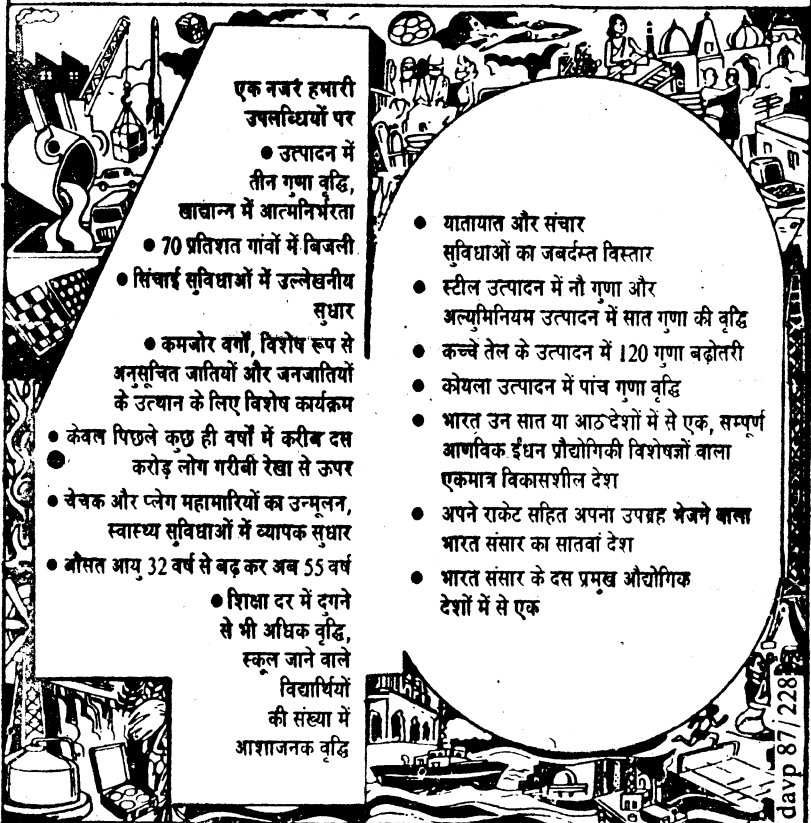 एक नजर हमारी
उपलब्धियों पर
● उत्पादन में
तीन गुणा वृद्धि,
खाद्यान्न में आत्मनिर्भरता
● 70 प्रतिशत गांवों में बिजली
● सिंचाई सुविधाओं में उल्लेखनीय
सुधार
● कमजोर वर्गों, विशेष रूप से
अनुसूचित जातियों और जनजातियों
के उत्थान के लिए विशेष कार्यक्रम
● केवल पिछले कुछ ही वर्षों में करीब दस
करोड़ लोग गरीबी रेखा से ऊपर
● चेचक और प्लेग महामारियों का उन्मूलन,
स्वास्थ्य सुविधाओं में व्यापक सुधार
● औसत आयु 32 वर्ष से बढ़ कर अब 55 वर्ष
● शिक्षा दर में दुगने
से भी अधिक वृद्धि,
स्कूल जाने वाले
विद्यार्थियों
की संख्या में
आशाजनक वृद्धि
● यातायात और संचार
सुविधाओं का जबर्दस्त विस्तार
● स्टील उत्पादन में नौ गुणा और
अल्युमिनियम उत्पादन में सात गुणा की वृद्धि
● कच्चे तेल के उत्पादन में 120 गुणा बढ़ोतरी
● कोयला उत्पादन में पांच गुणा वृद्धि
● भारत उन सात या आठ देशों में से एक, सम्पूर्ण
आणविक ईंधन प्रौद्योगिकी विशेषज्ञों वाला
एकमात्र विकासशील देश
● अपने राकेट सहित अपना उपग्रह भेजने वाला
भारत संसार का सातवां देश
● भारत संसार के दस प्रमुख औद्योगिक
देशों में से एक
davp 87/228